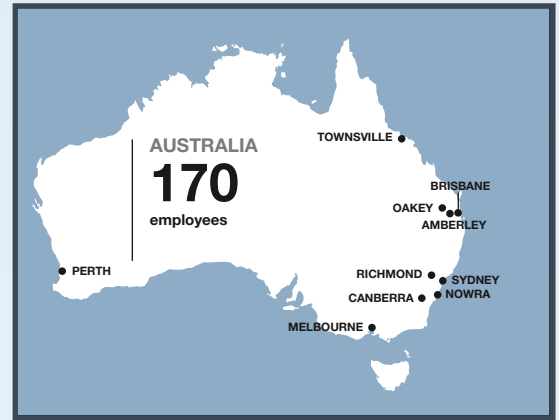 TOWNSVILLE
AUSTRALIA
170
employees
BRISBANE
OAKEY
AMBERLEY
PERTH
RICHMOND
SYDNEY
CANBERRA
NOWRA
MELBOURNE